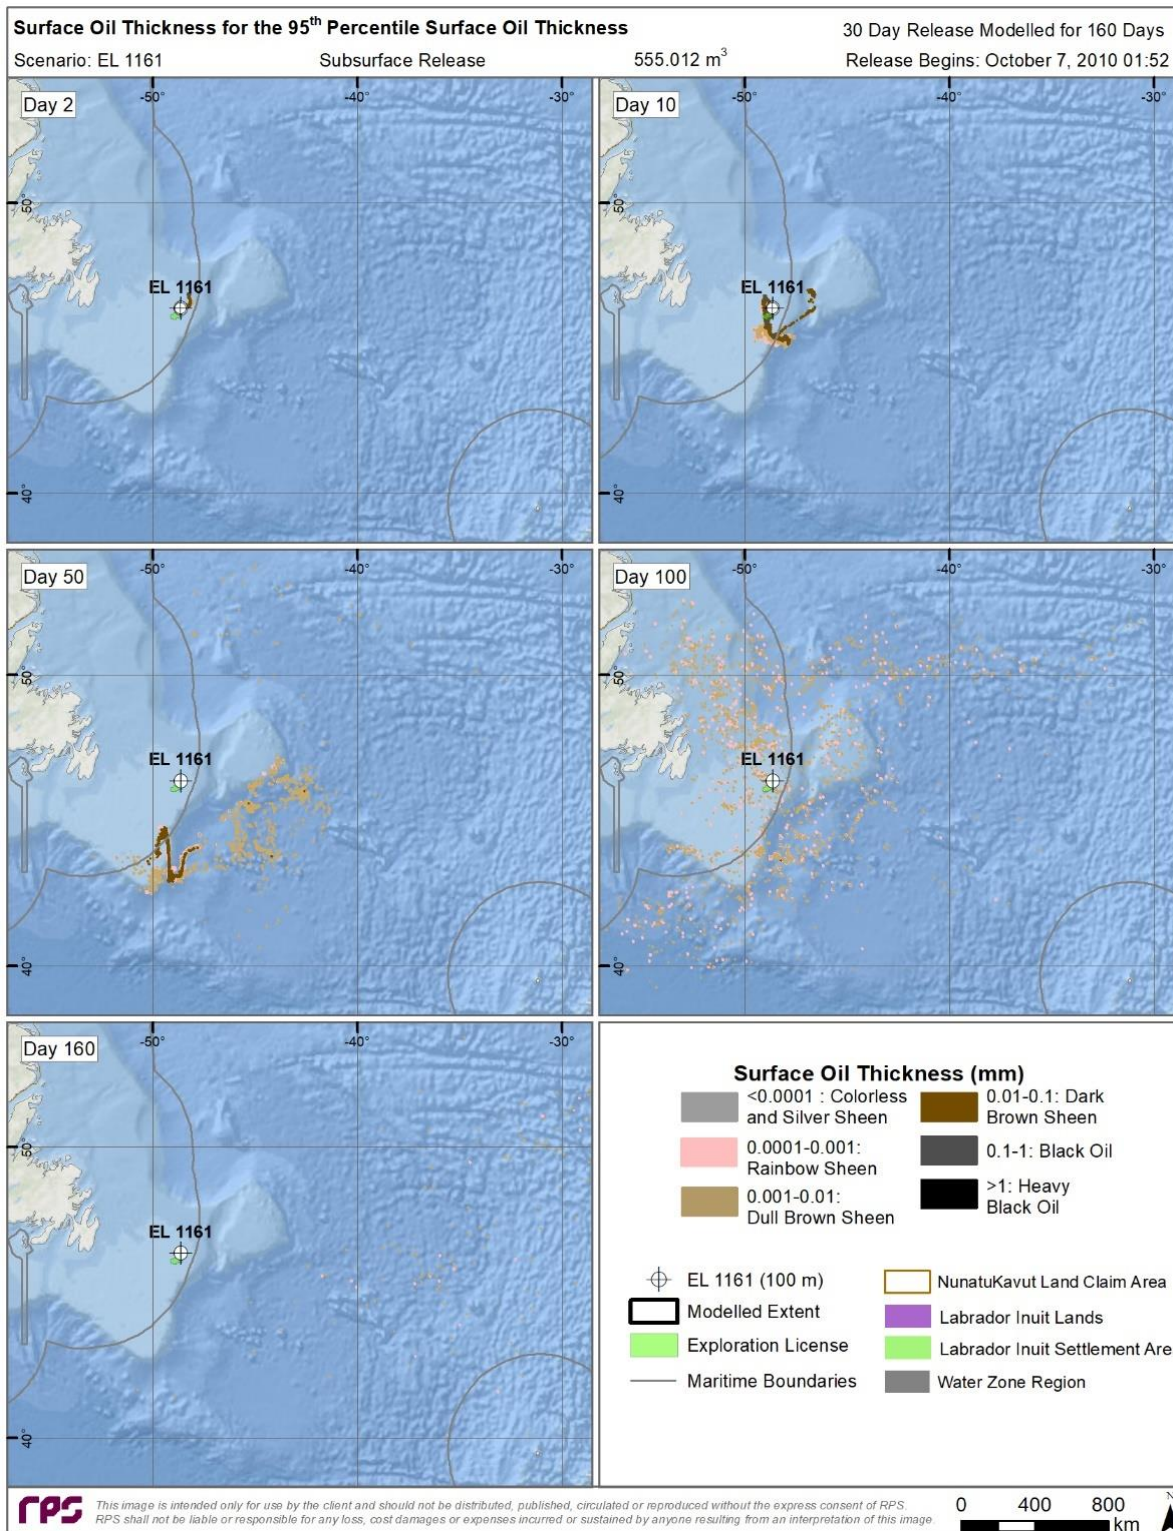 Surface Oil Thickness for the 95th Percentile Surface Oil Thickness
30 Day Release Modelled for 160 Days
Scenario: EL 1161
Subsurface Release
555.012 m3
Release Begins: October 7, 2010 01:52
Day 2
-50°
-40°
-30°
50°
EL 1161
40°
Day 10
-50°
-40°
-30°
50°
EL 1161
40°
Day 50
-50°
-40°
-30°
50°
EL 1161
40°
Day 100
-50°
-40°
-30°
50°
EL 1161
40°
Day 160
-50°
-40°
-30°
50°
EL 1161
40°
Surface Oil Thickness (mm)
<0.0001 : Colorless
and Silver Sheen
0.0001-0.001:
Rainbow Sheen
0.001-0.01:
Dull Brown Sheen
0.01-0.1: Dark
Brown Sheen
0.1-1: Black Oil
>1: Heavy
Black Oil
EL 1161 (100 m)
Modelled Extent
Exploration License
Maritime Boundaries
NunatuKavut Land Claim Area
Labrador Inuit Lands
Labrador Inuit Settlement Are
Water Zone Region
rps
This image is intended only for use by the client and should not be distributed, published, circulated or reproduced without the express consent of RPS.
RPS shall not be liable or responsible for any loss, cost damages or expenses incurred or sustained by anyone resulting from an interpretation of this image.
0 400 800
km
N